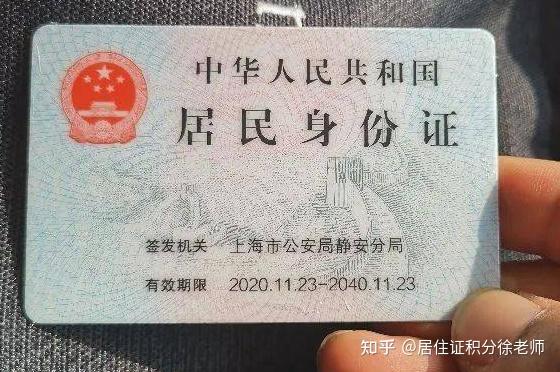 中华人民共和国
居民身份证
签发机关 上海市公安局静安分局
有效期限 2020.11.23-2040.11.23
知乎 @居住证积分徐老师